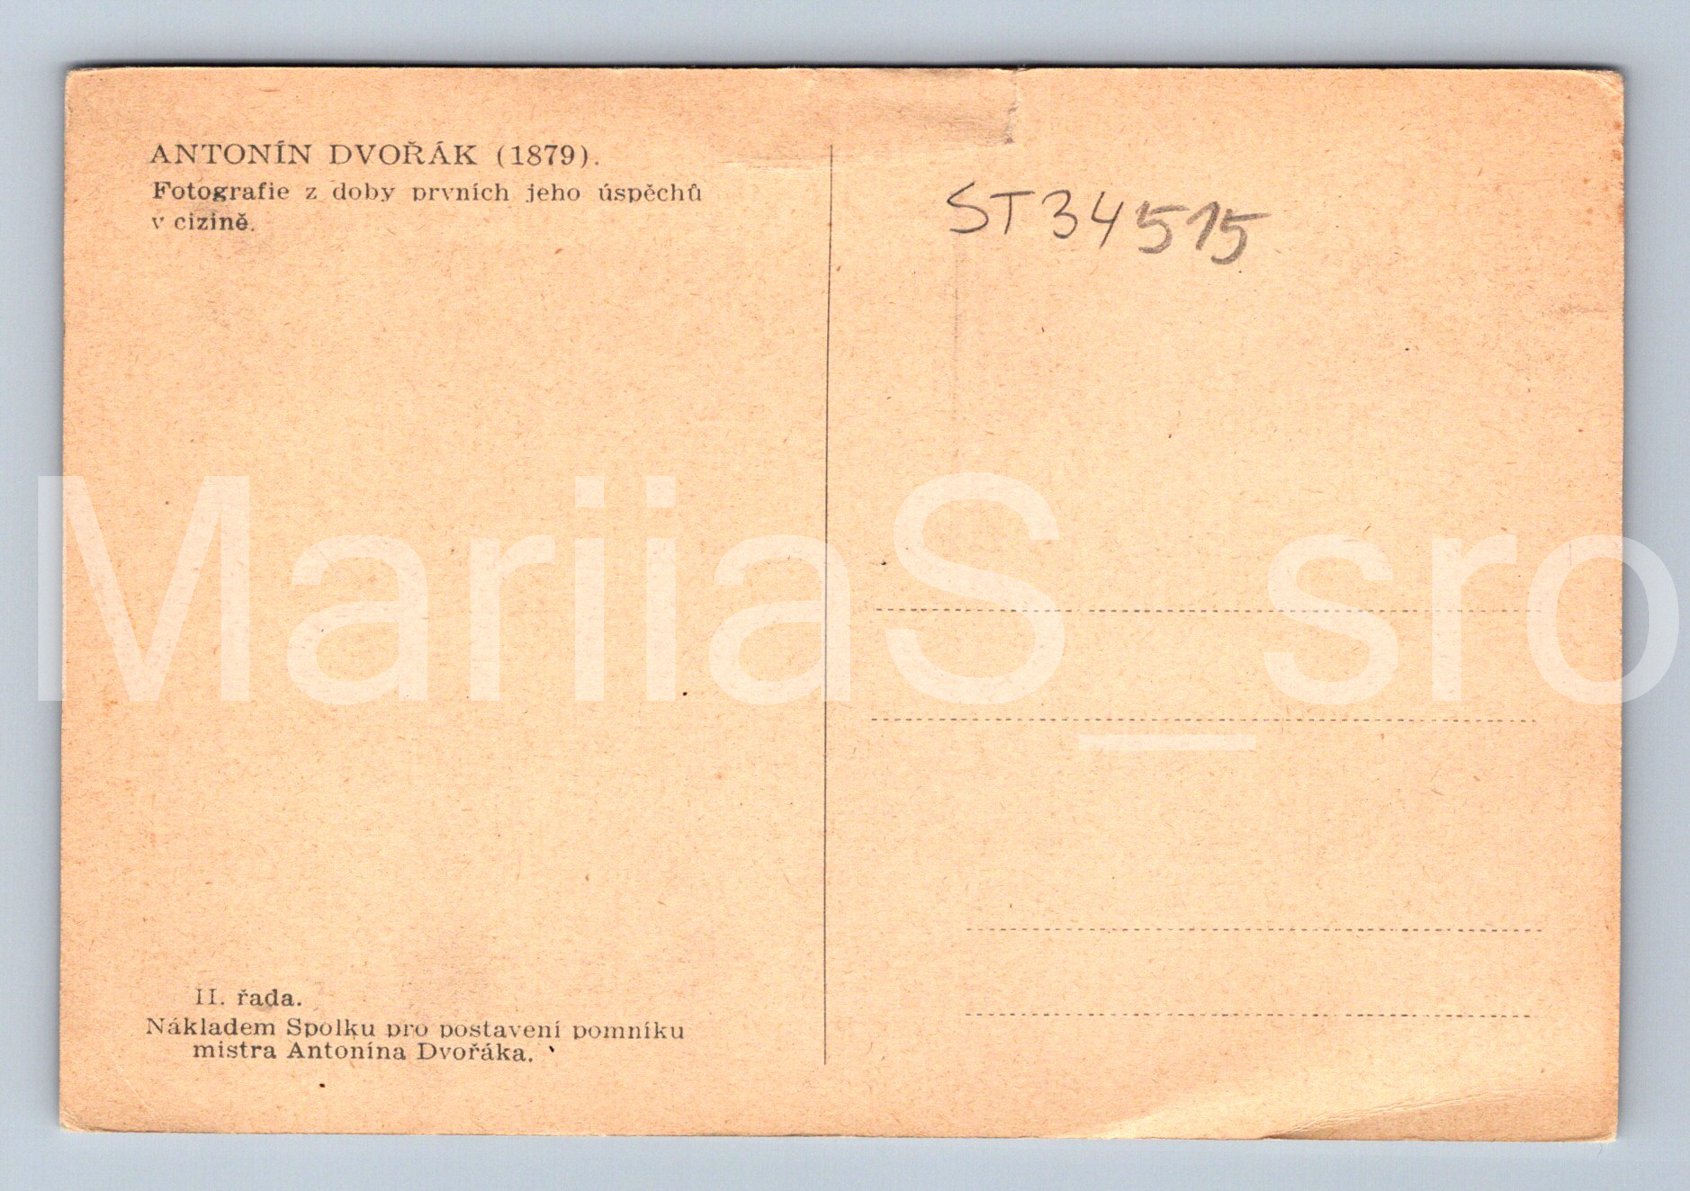 ANTONÍN DVOŘÁK (1879).
Fotografie z doby prvních jeho úspěchů
v cizině.
ST34515
MariiaS_sro
II. řada.
Nákladem Spolku pro postavení pomníku
mistra Antonína Dvořáka.